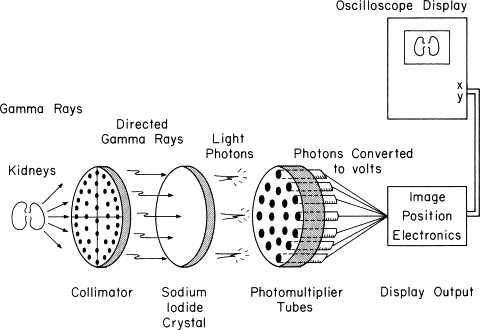 Oscilloscope Display
x
y
Gamma Rays
Directed
Gamma Rays
Light
Photons
Photons Converted
to volts
Kidneys
Image
Position
Electronics
Collimator
Sodium
Iodide
Crystal
Photomultiplier
Tubes
Display Output